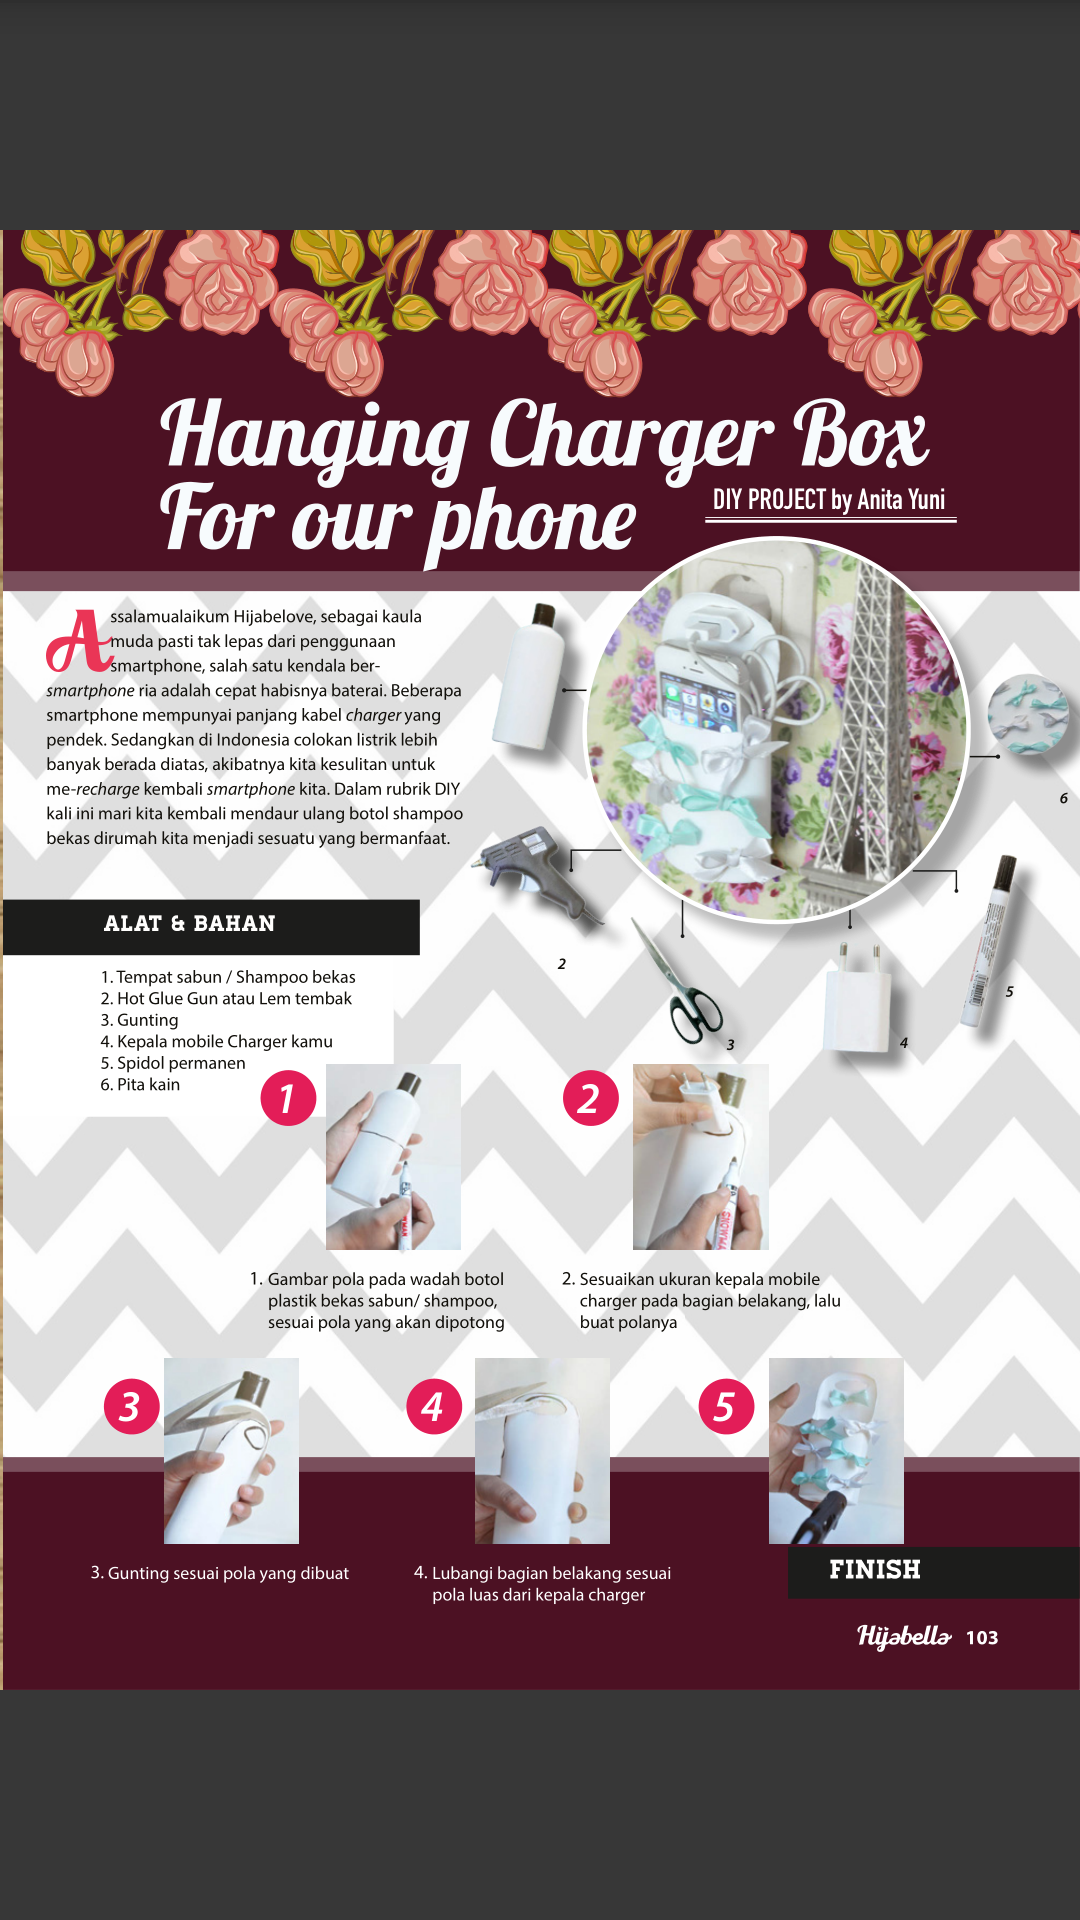 Hanging Charger Box
For our phone
DIY PROJECT by Anita Yuni
Assalamualaikum Hijabelove, sebagai kaula
muda pasti tak lepas dari penggunaan
smartphone, salah satu kendala ber-
smartphone ria adalah cepat habisnya baterai. Beberapa
smartphone mempunyai panjang kabel charger yang
pendek. Sedangkan di Indonesia colokan listrik lebih
banyak berada diatas, akibatnya kita kesulitan untuk
me-recharge kembali smartphone kita. Dalam rubrik DIY
kali ini mari kita kembali mendaur ulang botol shampoo
bekas dirumah kita menjadi sesuatu yang bermanfaat.
6
2
3
4
5
ALAT & BAHAN
1. Tempat sabun / Shampoo bekas
2. Hot Glue Gun atau Lem tembak
3. Gunting
4. Kepala mobile Charger kamu
5. Spidol permanen
6. Pita kain
1
2
SNOWMAN
1. Gambar pola pada wadah botol
plastik bekas sabun/ shampoo,
sesuai pola yang akan dipotong
2. Sesuaikan ukuran kepala mobile
charger pada bagian belakang, lalu
buat polanya
3
4
5
3. Gunting sesuai pola yang dibuat
4. Lubangi bagian belakang sesuai
pola luas dari kepala charger
FINISH
Hijabella 103